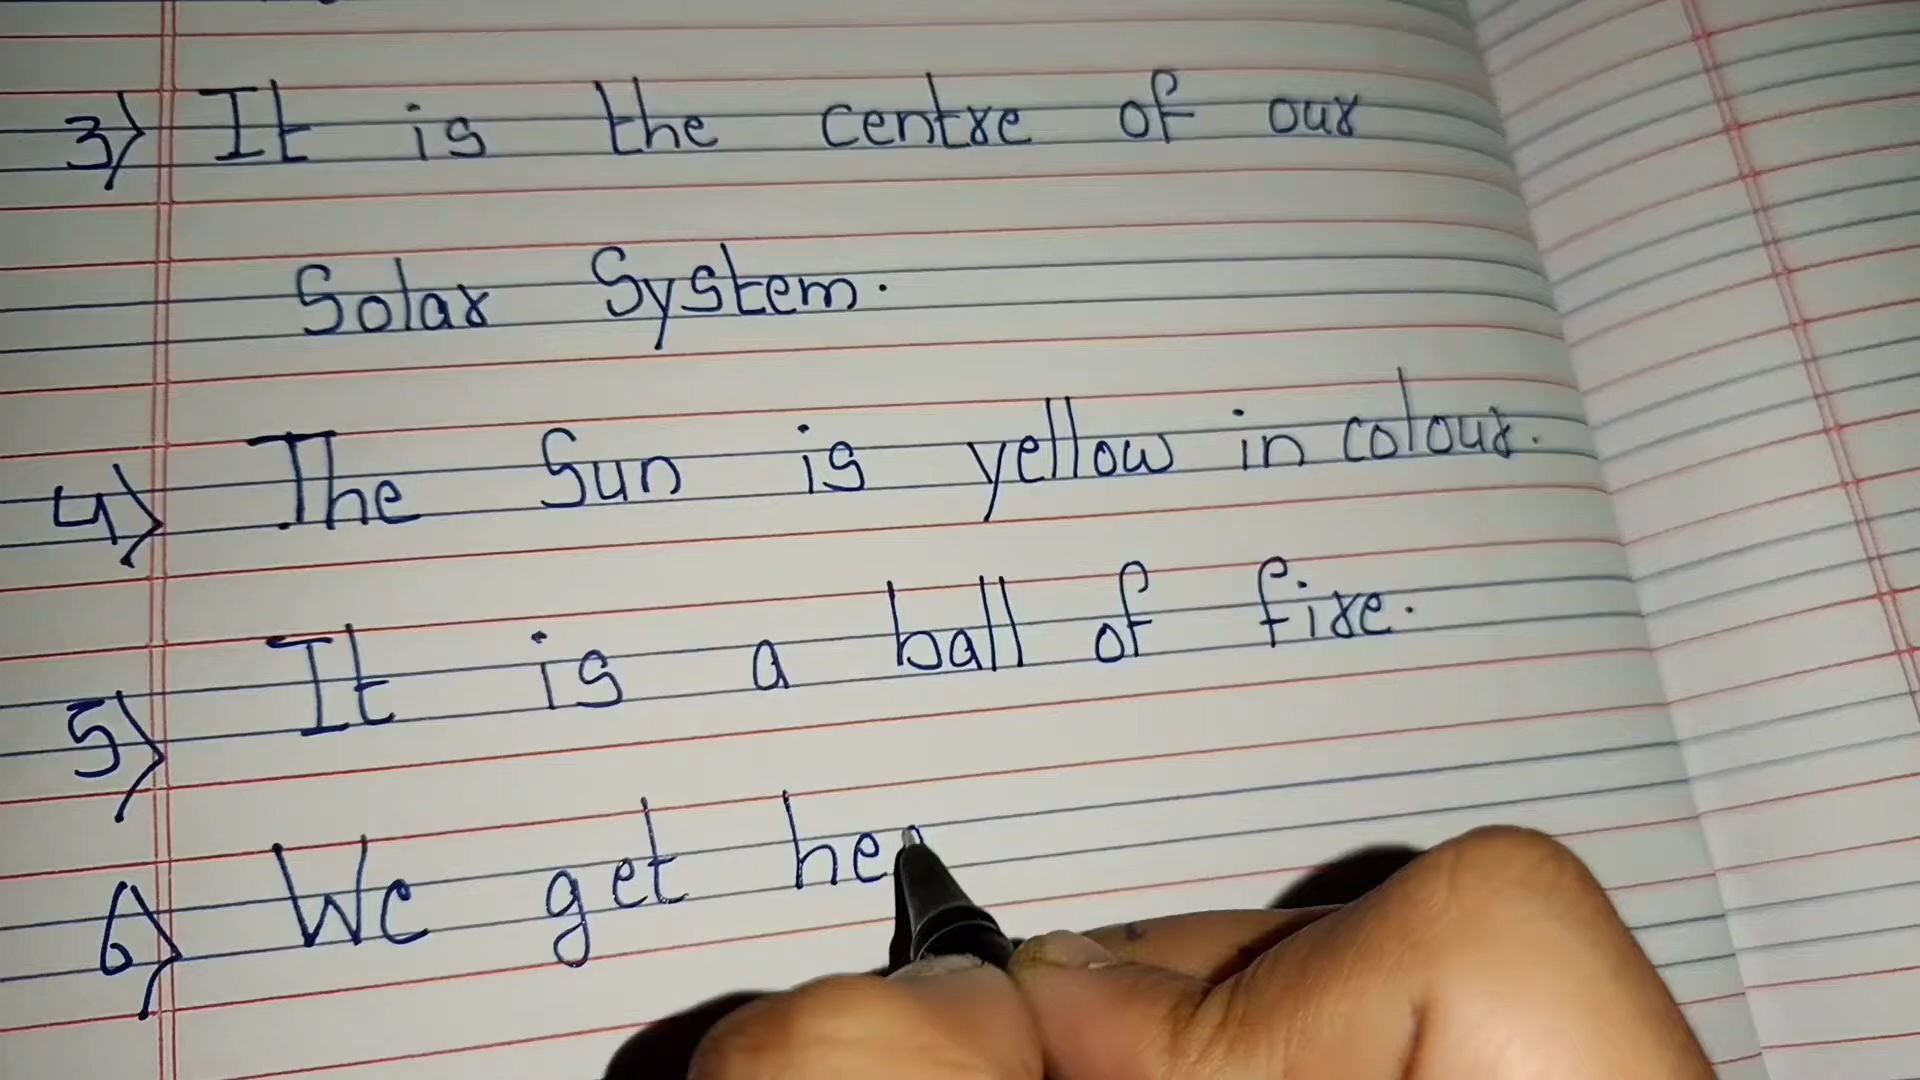 3) It is the centre of our
Solar System.
4) The Sun is yellow in colour.
5) It is a ball of fire.
6) We get he